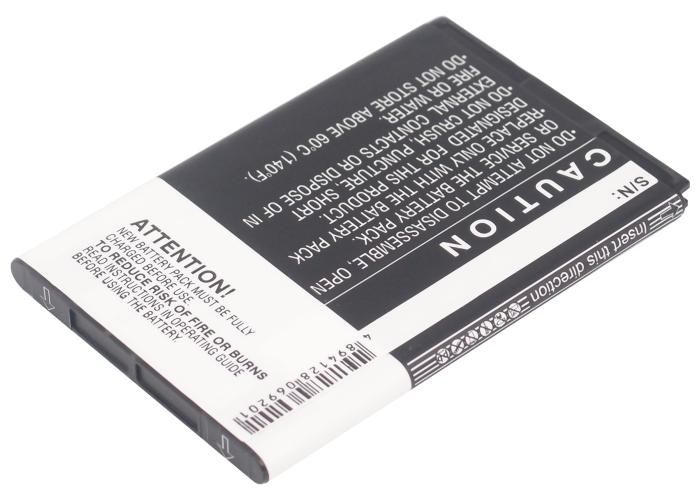 S/N:
CAUTION
•DO NOT ATTEMPT TO DISASSEMBLE, OPEN
OR SERVICE THE BATTERY PACK.
•REPLACE ONLY WITH THE BATTERY PACK
DESIGNATED FOR THIS PRODUCT.
•DO NOT CRUSH, PUNCTURE, SHORT
EXTERNAL CONTACTS OR DISPOSE OF IN
FIRE OR WATER.
•DO NOT STORE ABOVE 60°C (140°F).
Insert this direction
ATTENTION!
NEW BATTERY PACK MUST BE FULLY
CHARGED BEFORE USE.
TO REDUCE RISK OF FIRE OR BURNS
READ INSTRUCTIONS IN OPERATING GUIDE
BEFORE USING THE BATTERY.
4894128069201